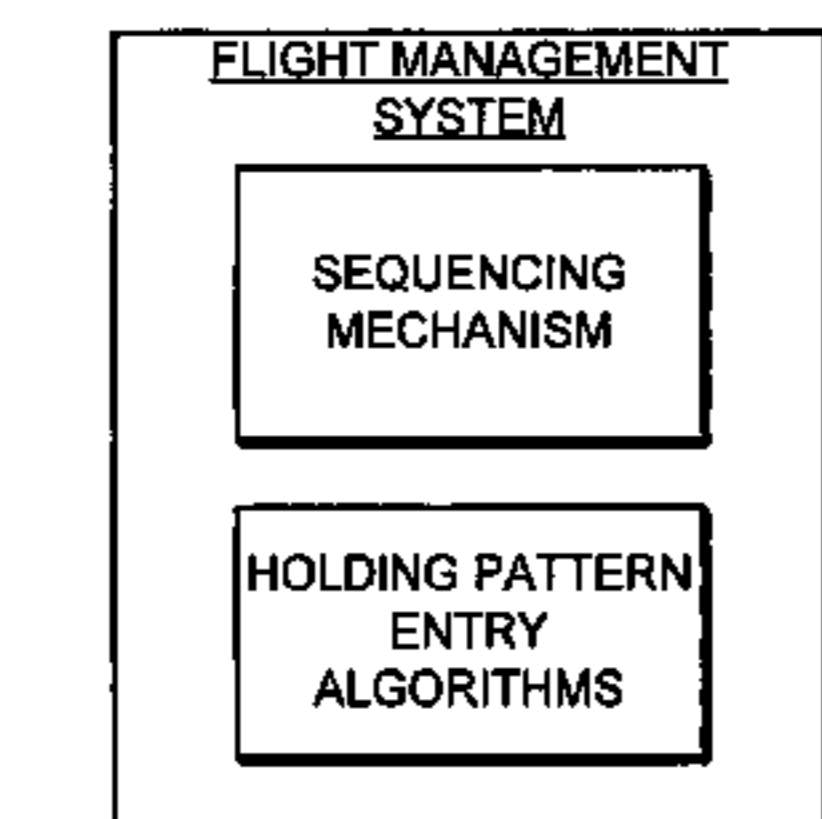 FLIGHT MANAGEMENT
SYSTEM
SEQUENCING
MECHANISM
HOLDING PATTERN
ENTRY
ALGORITHMS